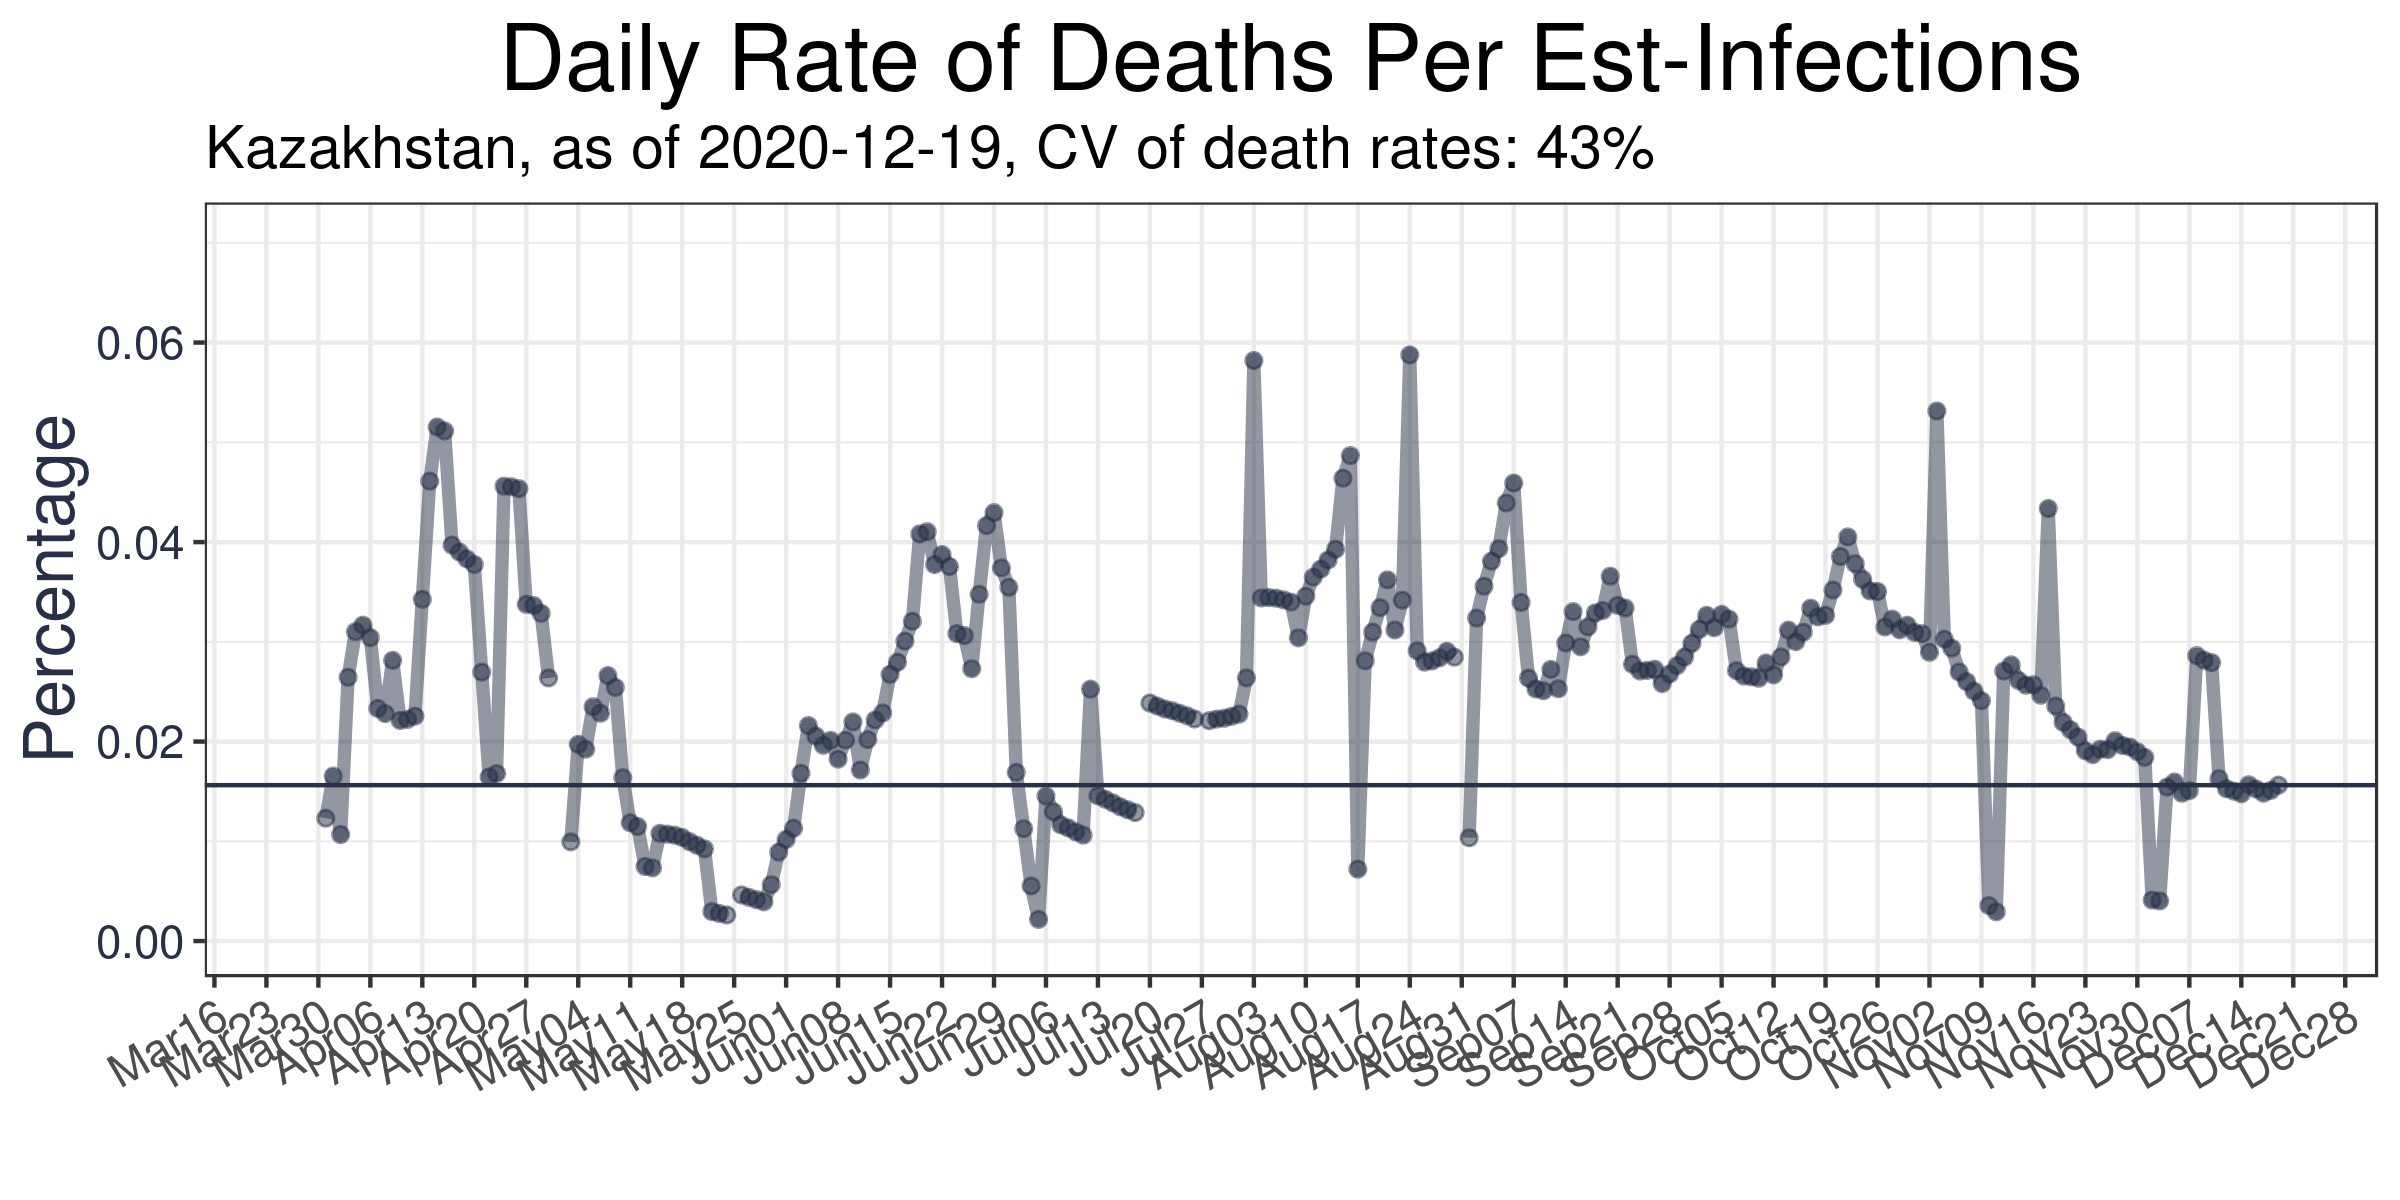 Daily Rate of Deaths Per Est-Infections
Kazakhstan, as of 2020-12-19, CV of death rates: 43%
Percentage
0.06
0.04
0.02
0.00
Mar16
Mar23
Mar30
Apr06
Apr13
Apr20
Apr27
May04
May11
May18
May25
Jun01
Jun08
Jun15
Jun22
Jun29
Jul06
Jul13
Jul20
Jul27
Aug03
Aug10
Aug17
Aug24
Aug31
Sep07
Sep14
Sep21
Sep28
Oct05
Oct12
Oct19
Oct26
Nov02
Nov09
Nov16
Nov23
Nov30
Dec07
Dec14
Dec21
Dec28